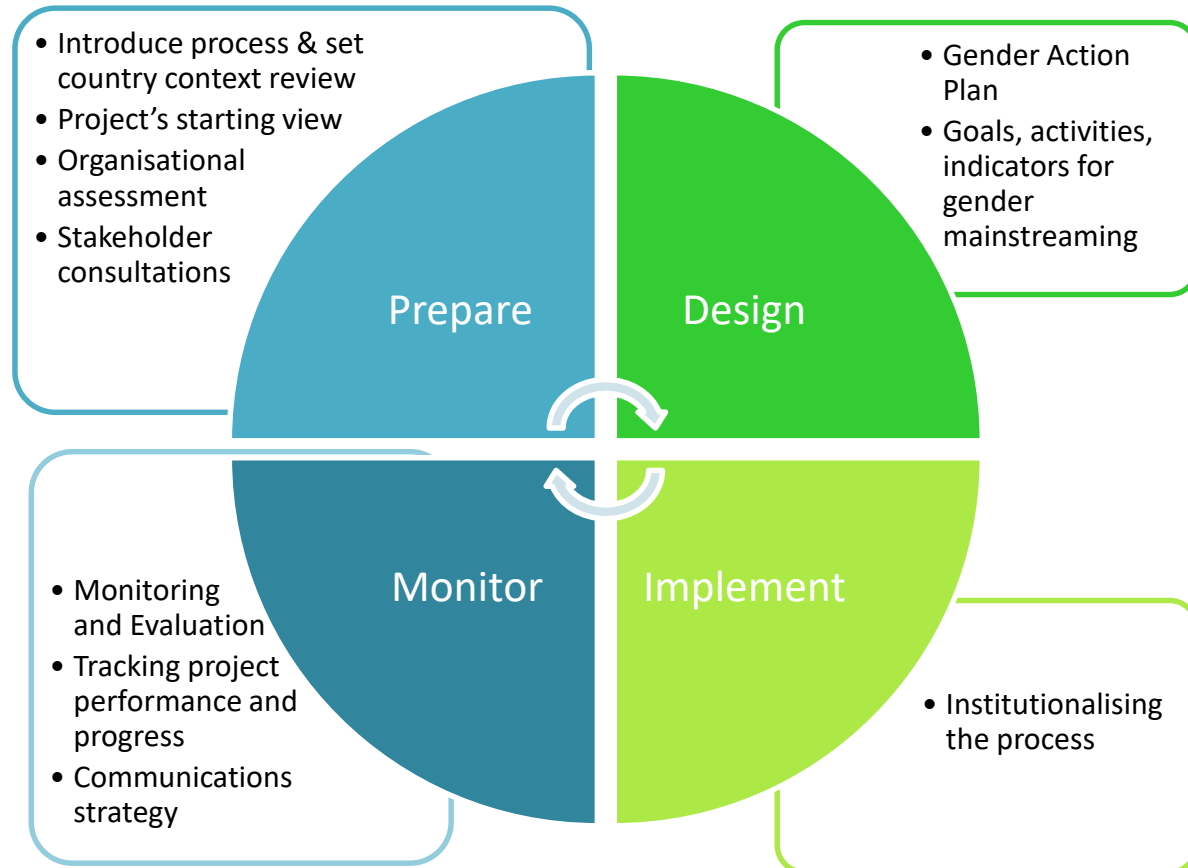 • Introduce process & set
country context review
• Project’s starting view
• Organisational
assessment
• Stakeholder
consultations
Prepare
• Gender Action
Plan
• Goals, activities,
indicators for
gender
mainstreaming
Design
• Monitoring
and Evaluation
• Tracking project
performance and
progress
• Communications
strategy
Monitor
Implement
• Institutionalising
the process